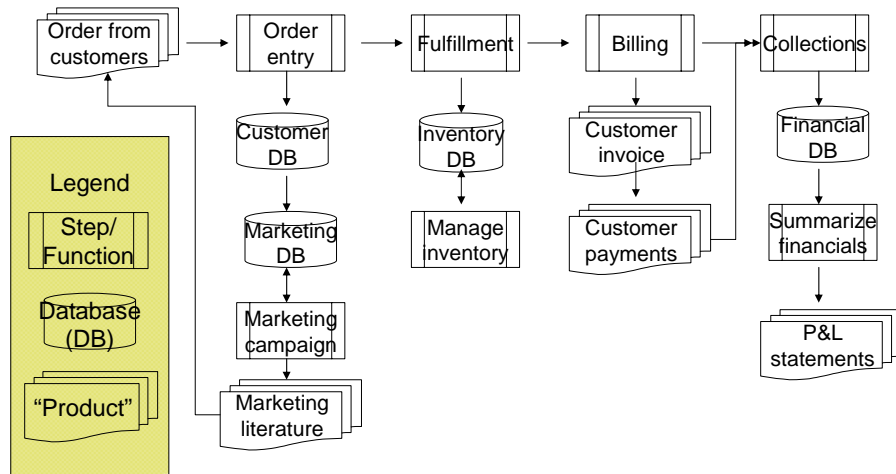 Order from
customers
Order
entry
Fulfillment
Billing
Collections
Customer
DB
Inventory
DB
Customer
invoice
Financial
DB
Legend
Step/
Function
Database
(DB)
“Product”
Marketing
DB
Manage
inventory
Customer
payments
Summarize
financials
Marketing
campaign
P&L
statements
Marketing
literature